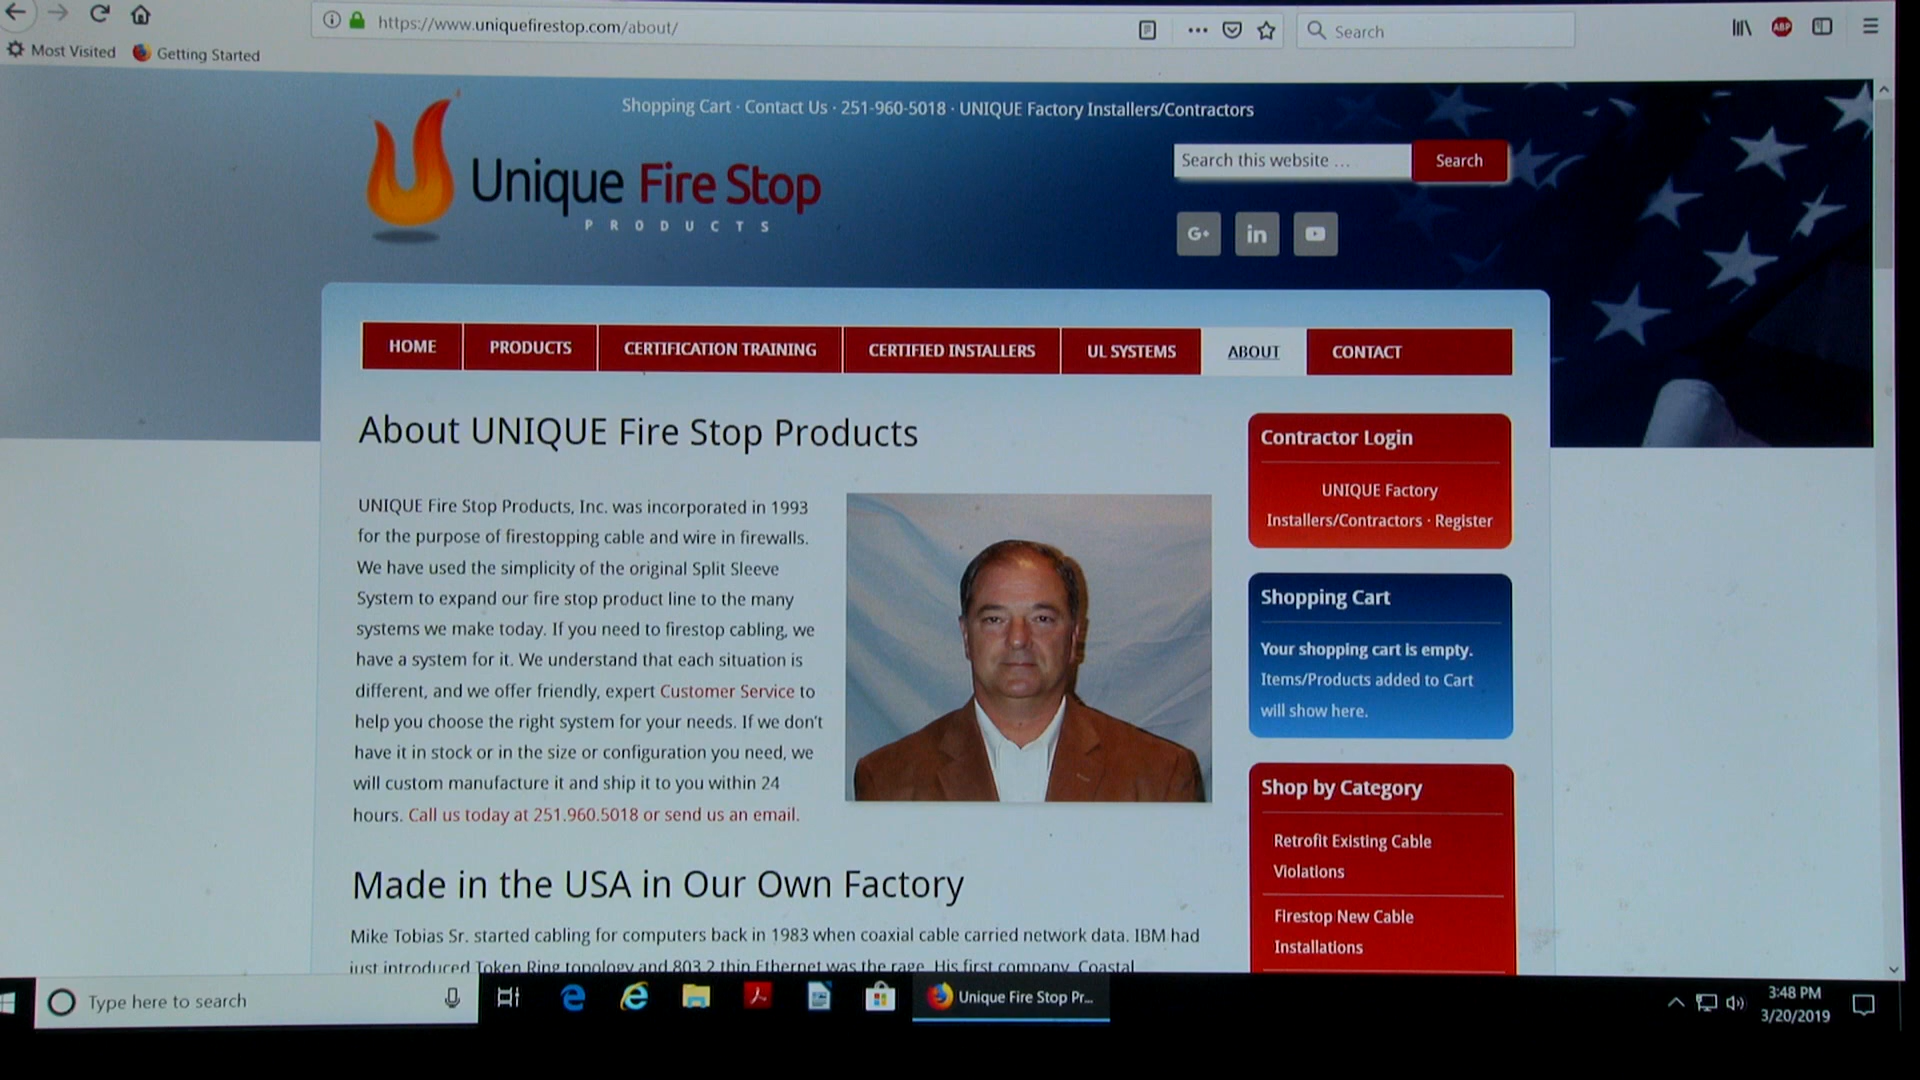 https://www.uniquefirestop.com/about/
Search
ABP
Most Visited
Getting Started
Shopping Cart · Contact Us · 251-960-5018 · UNIQUE Factory Installers/Contractors
Unique Fire Stop
PRODUCTS
Search this website ...
Search
G+
in
HOME
PRODUCTS
CERTIFICATION TRAINING
CERTIFIED INSTALLERS
UL SYSTEMS
ABOUT
CONTACT
About UNIQUE Fire Stop Products
UNIQUE Fire Stop Products, Inc. was incorporated in 1993
for the purpose of firestopping cable and wire in firewalls.
We have used the simplicity of the original Split Sleeve
System to expand our fire stop product line to the many
systems we make today. If you need to firestop cabling, we
have a system for it. We understand that each situation is
different, and we offer friendly, expert Customer Service to
help you choose the right system for your needs. If we don't
have it in stock or in the size or configuration you need, we
will custom manufacture it and ship it to you within 24
hours. Call us today at 251.960.5018 or send us an email.
Made in the USA in Our Own Factory
Mike Tobias Sr. started cabling for computers back in 1983 when coaxial cable carried network data. IBM had
just introduced Token Ring topology and 803.2 thin Ethernet was the rage. His first company, Coastal
Contractor Login
UNIQUE Factory
Installers/Contractors · Register
Shopping Cart
Your shopping cart is empty.
Items/Products added to Cart
will show here.
Shop by Category
Retrofit Existing Cable
Violations
Firestop New Cable
Installations
Type here to search
Unique Fire Stop Pr...
3:48 PM
3/20/2019